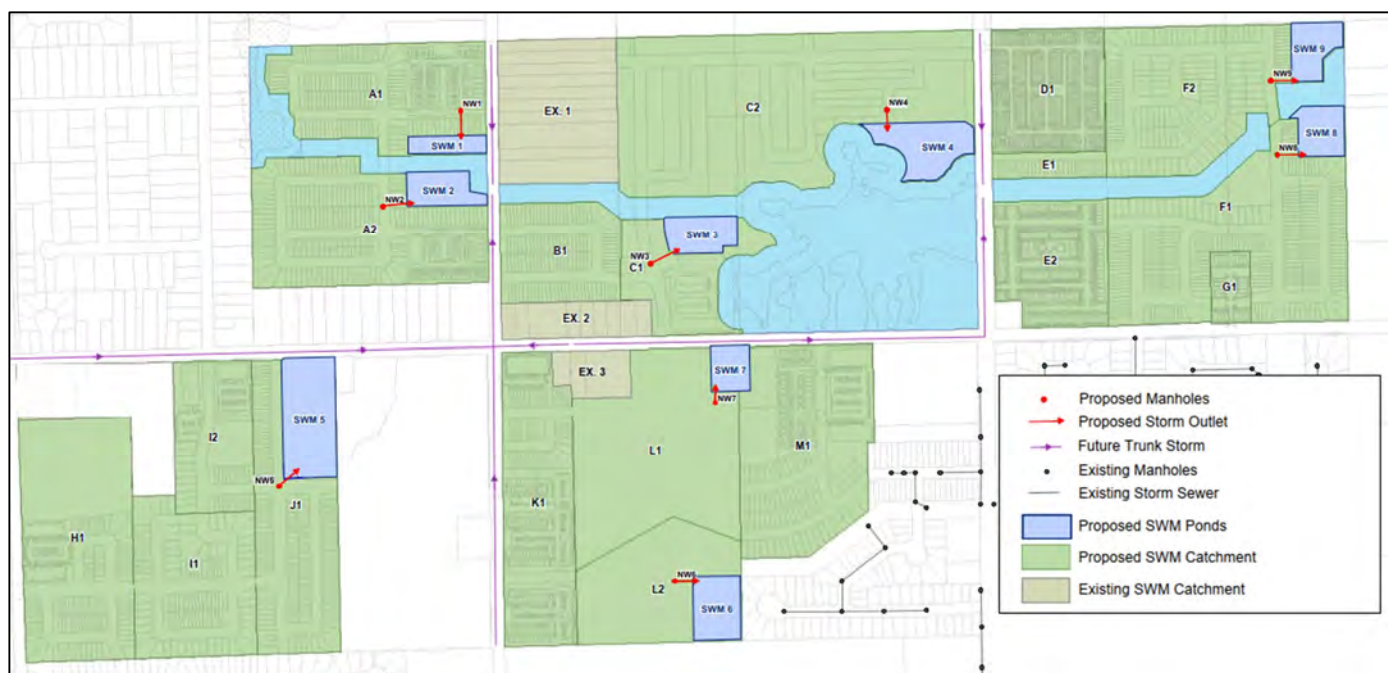 SWM 9
NW9
A1
NW1
EX. 1
C2
NW4
D1
F2
SWM 1
SWM 4
SWM 8
NW8
E1
NW2
SWM 2
A2
F1
B1
SWM 3
NW3
C1
E2
G1
EX. 2
EX. 3
SWM 7
NW7
I2
SWM 5
M1
L1
NW5
J1
K1
H1
I1
NW6
L2
SWM 6
Proposed Manholes
Proposed Storm Outlet
Future Trunk Storm
Existing Manholes
Existing Storm Sewer
Proposed SWM Ponds
Proposed SWM Catchment
Existing SWM Catchment